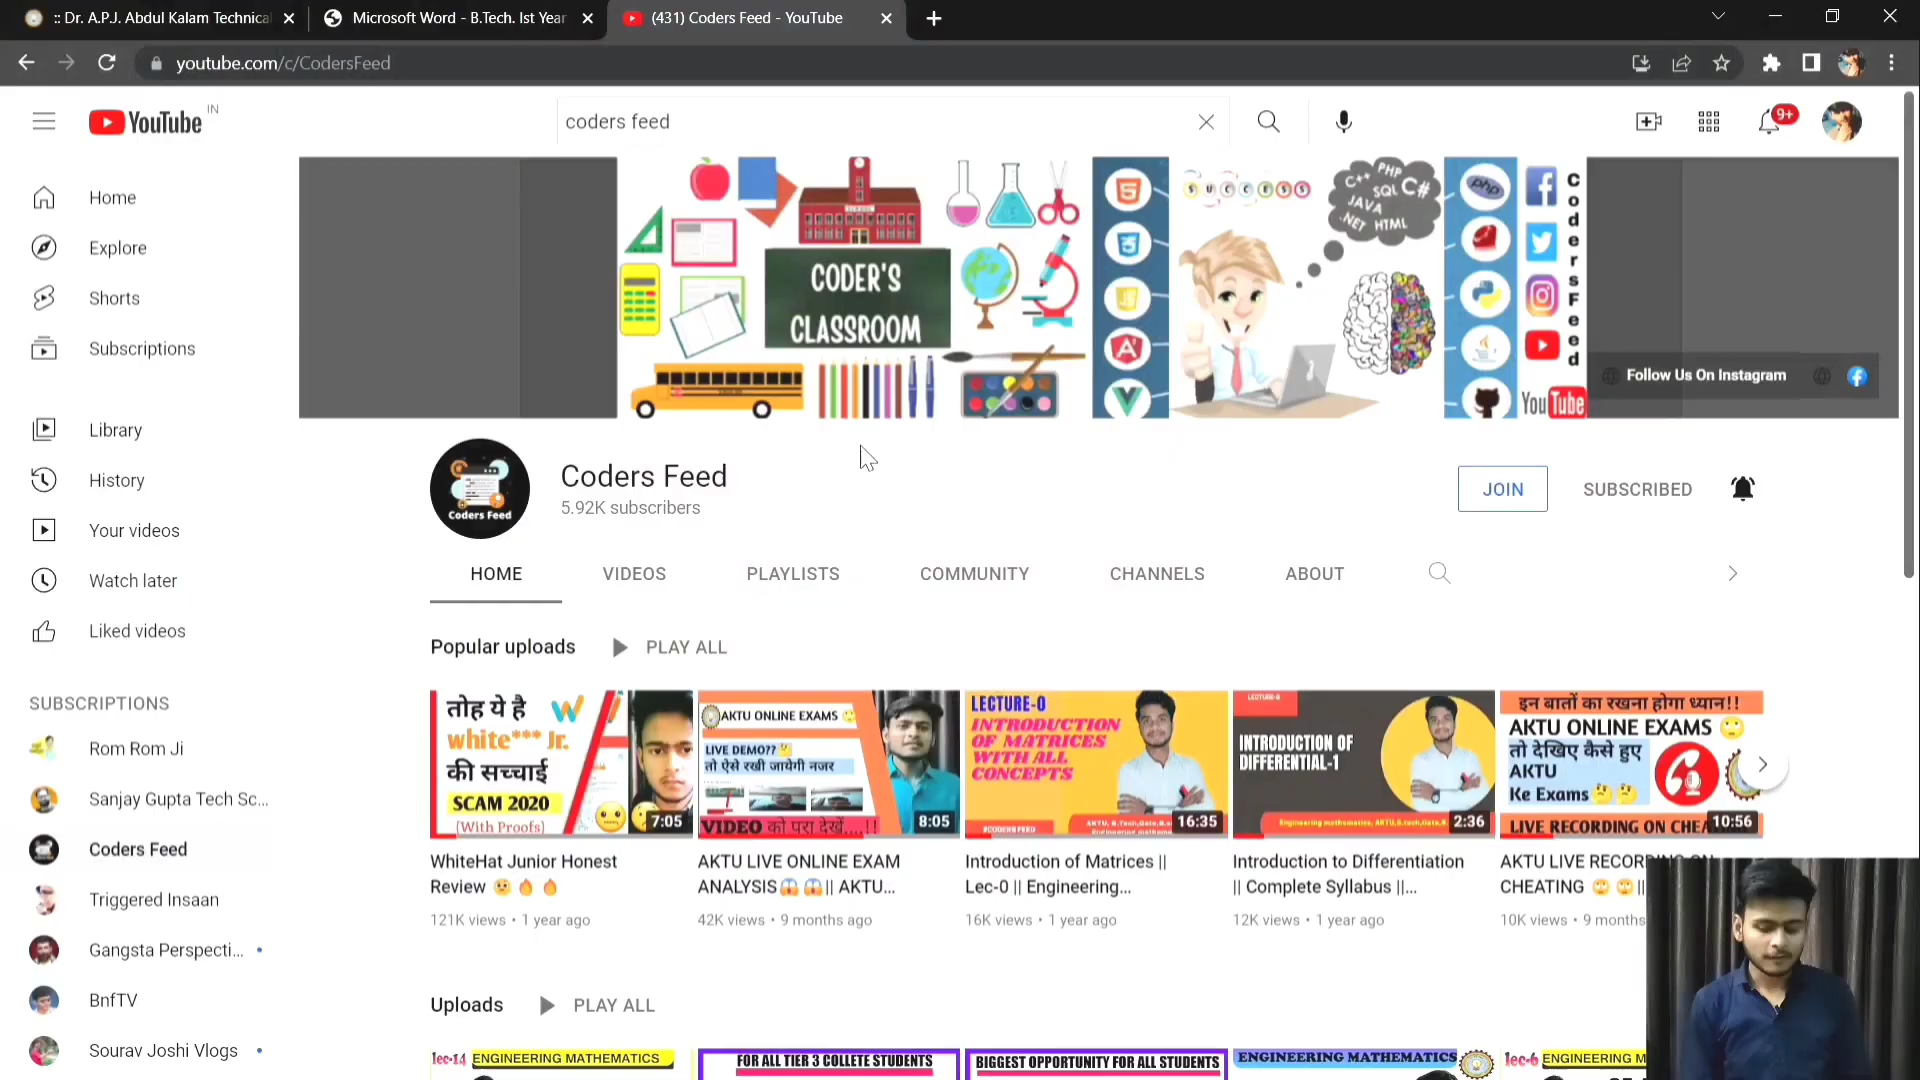 :: Dr. A.P.J. Abdul Kalam Technical
Microsoft Word - B.Tech. Ist Year
(431) Coders Feed - YouTube
youtube.com/c/CodersFeed
YouTube IN
coders feed
9+
Home
Explore
Shorts
Subscriptions
Library
History
Your videos
Watch later
Liked videos
SUBSCRIPTIONS
Rom Rom Ji
Sanjay Gupta Tech Sc...
Coders Feed
Triggered Insaan
Gangsta Perspecti...
BnfTV
Sourav Joshi Vlogs
CODER'S
CLASSROOM
SUCCESS
PHP
C++
SQL C#
JAVA
.NET HTML
php
CodersFeed
YouTube
Follow Us On Instagram
Coders Feed
Coders Feed
5.92K subscribers
JOIN
SUBSCRIBED
HOME
VIDEOS
PLAYLISTS
COMMUNITY
CHANNELS
ABOUT
Popular uploads
PLAY ALL
तोह ये है
white*** Jr.
की सच्चाई
SCAM 2020
(With Proofs)
7:05
WhiteHat Junior Honest
Review 😕🔥🔥
121K views • 1 year ago
AKTU ONLINE EXAMS
LIVE DEMO??
तो ऐसे रखी जायेगी नजर
VIDEO को पूरा देखें....!!
8:05
AKTU LIVE ONLINE EXAM
ANALYSIS😱😱|| AKTU...
42K views • 9 months ago
LECTURE-0
INTRODUCTION
OF MATRICES
WITH ALL
CONCEPTS
#CODERS FEED
AKTU, B.Tech,Gate,B.sc
Engineering mathematics
16:35
Introduction of Matrices ||
Lec-0 || Engineering...
16K views • 1 year ago
LECTURE-0
INTRODUCTION OF
DIFFERENTIAL-1
Engineering mathematics, AKTU,B.tech,Gate,B.
2:36
Introduction to Differentiation
|| Complete Syllabus ||...
12K views • 1 year ago
इन बातों का रखना होगा ध्यान!!
AKTU ONLINE EXAMS
तो देखिए कैसे हुए
AKTU
Ke Exams
LIVE RECORDING ON CHEA
10:56
AKTU LIVE RECORDING ON
CHEATING 🙄🙄||
10K views • 9 months
Uploads
PLAY ALL
lec-14 ENGINEERING MATHEMATICS
FOR ALL TIER 3 COLLETE STUDENTS
BIGGEST OPPORTUNITY FOR ALL STUDENTS
ENGINEERING MATHEMATICS
lec-6 ENGINEERING M